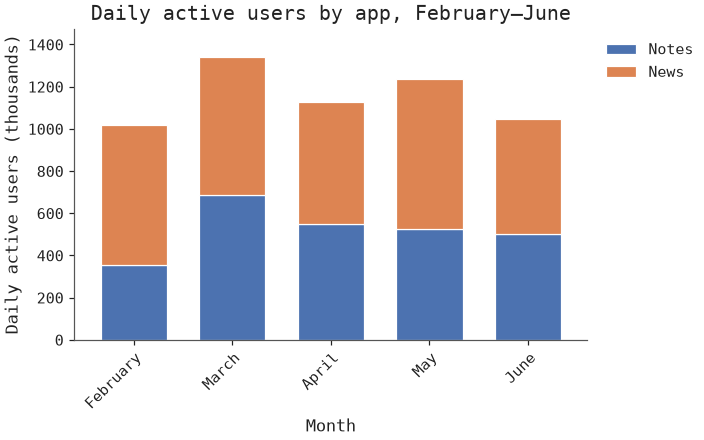 Daily active users by app, February–June
Daily active users (thousands)
1400
1200
1000
800
600
400
200
0
February
March
April
May
June
Month
Notes
News